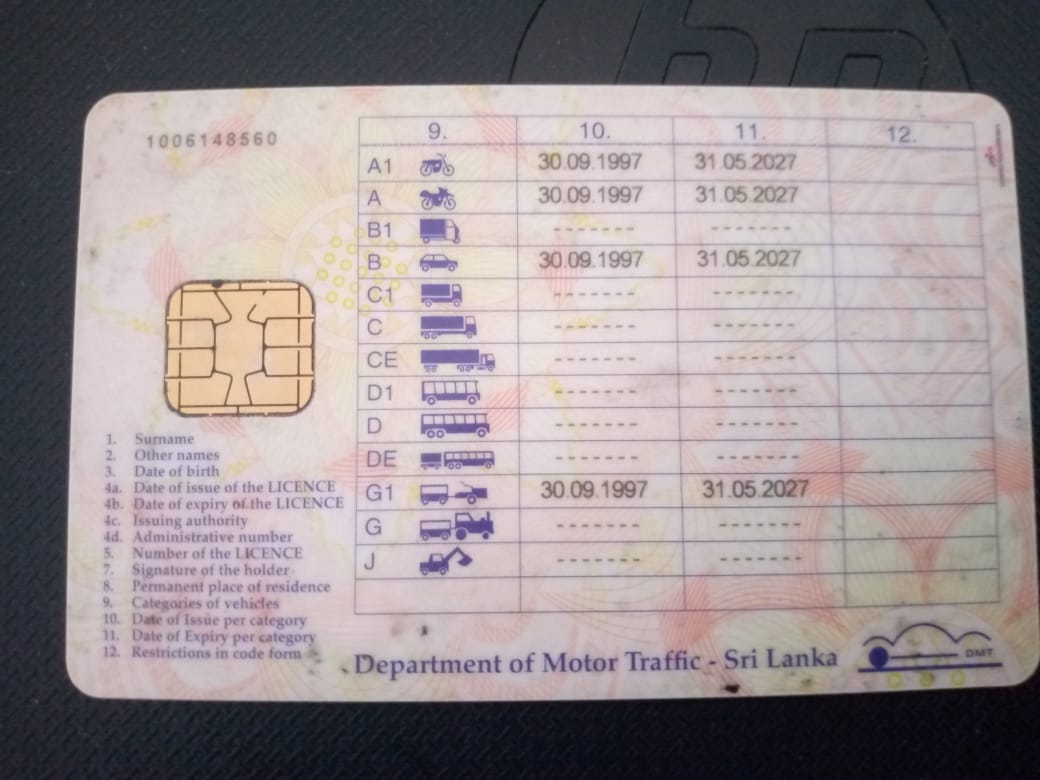 hp
1006148560
9. 10. 11. 12.
A1 30.09.1997 31.05.2027
A 30.09.1997 31.05.2027
B1 ------- -------
B 30.09.1997 31.05.2027
C1 ------- -------
C ------- -------
CE ------- -------
D1 ------- -------
D ------- -------
DE ------- -------
G1 30.09.1997 31.05.2027
G ------- -------
J ------- -------
1. Surname
2. Other names
3. Date of birth
4a. Date of issue of the LICENCE
4b. Date of expiry of the LICENCE
4c. Issuing authority
4d. Administrative number
5. Number of the LICENCE
7. Signature of the holder
8. Permanent place of residence
9. Categories of vehicles
10. Date of Issue per category
11. Date of Expiry per category
12. Restrictions in code form
Department of Motor Traffic - Sri Lanka
DMT